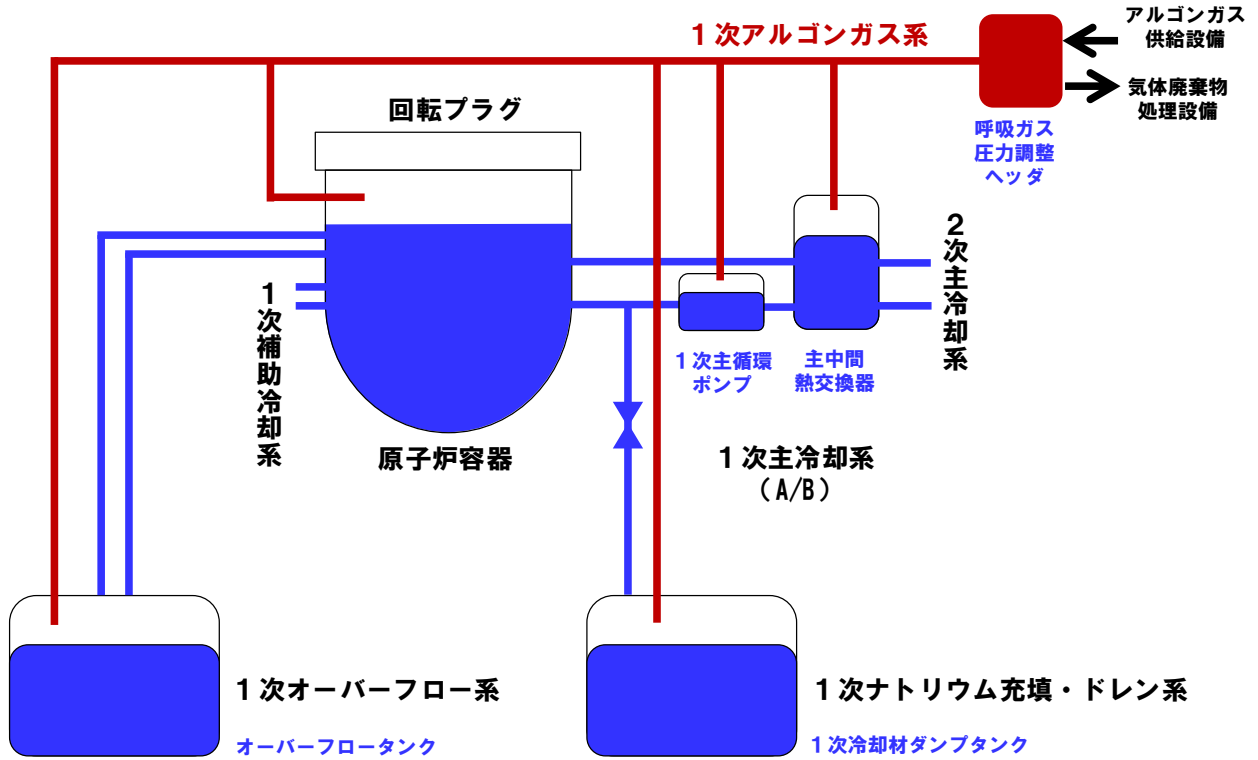 アルゴンガス
供給設備
1次アルゴンガス系
気体廃棄物
処理設備
回転プラグ
呼吸ガス
圧力調整
ヘッダ
2次主冷却系
1次補助冷却系
1次主循環
ポンプ
主中間
熱交換器
原子炉容器
1次主冷却系
(A/B)
1次オーバーフロー系
オーバーフロータンク
1次ナトリウム充填・ドレン系
1次冷却材ダンプタンク